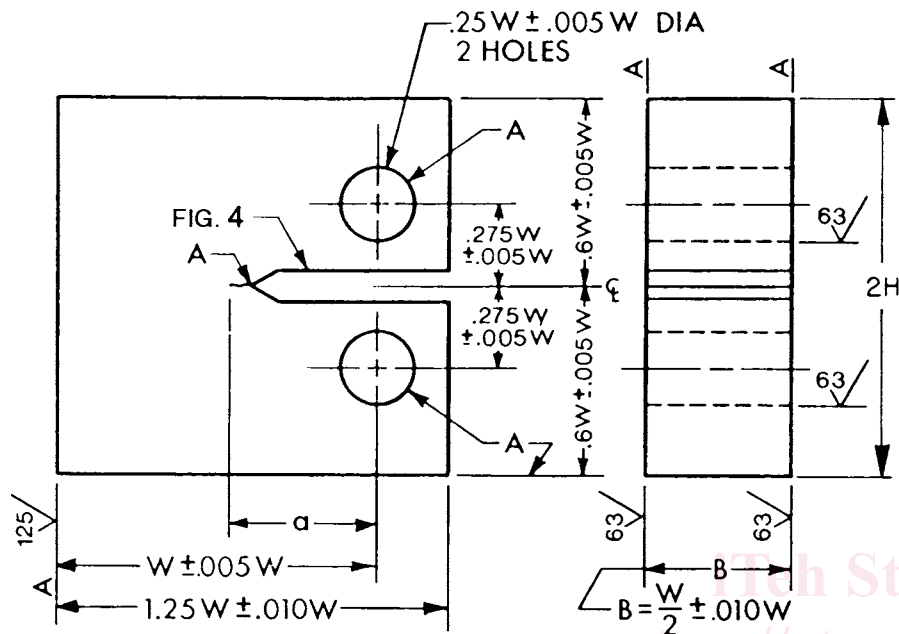 .25W ± .005W DIA
2 HOLES
A
A
A
.6W ± .005W
63
FIG. 4
.275W
± .005W
A
℄
2H
.275W
± .005W
.6W ± .005W
63
A
125
a
63
63
W ± .005W
B
iTeh St
A
1.25W ± .010W
B = W/2 ± .010W